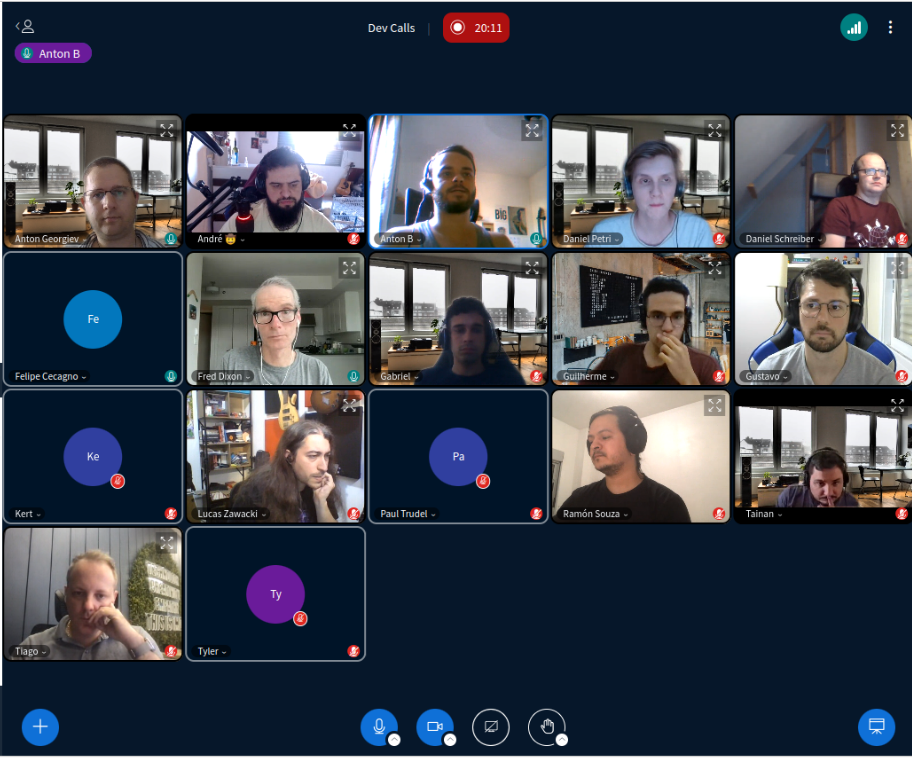 Dev Calls
20:11
Anton B
Anton Georgiev
André 🤠
Anton B
BIG
Daniel Petri
Daniel Schreiber
Fe
Felipe Cecagno
Fred Dixon
Gabriel
Guilherme
Gustavo
Ke
Kert
Lucas Zawacki
Pa
Paul Trudel
Ramón Souza
Tainan
Tiago
Ty
Tyler